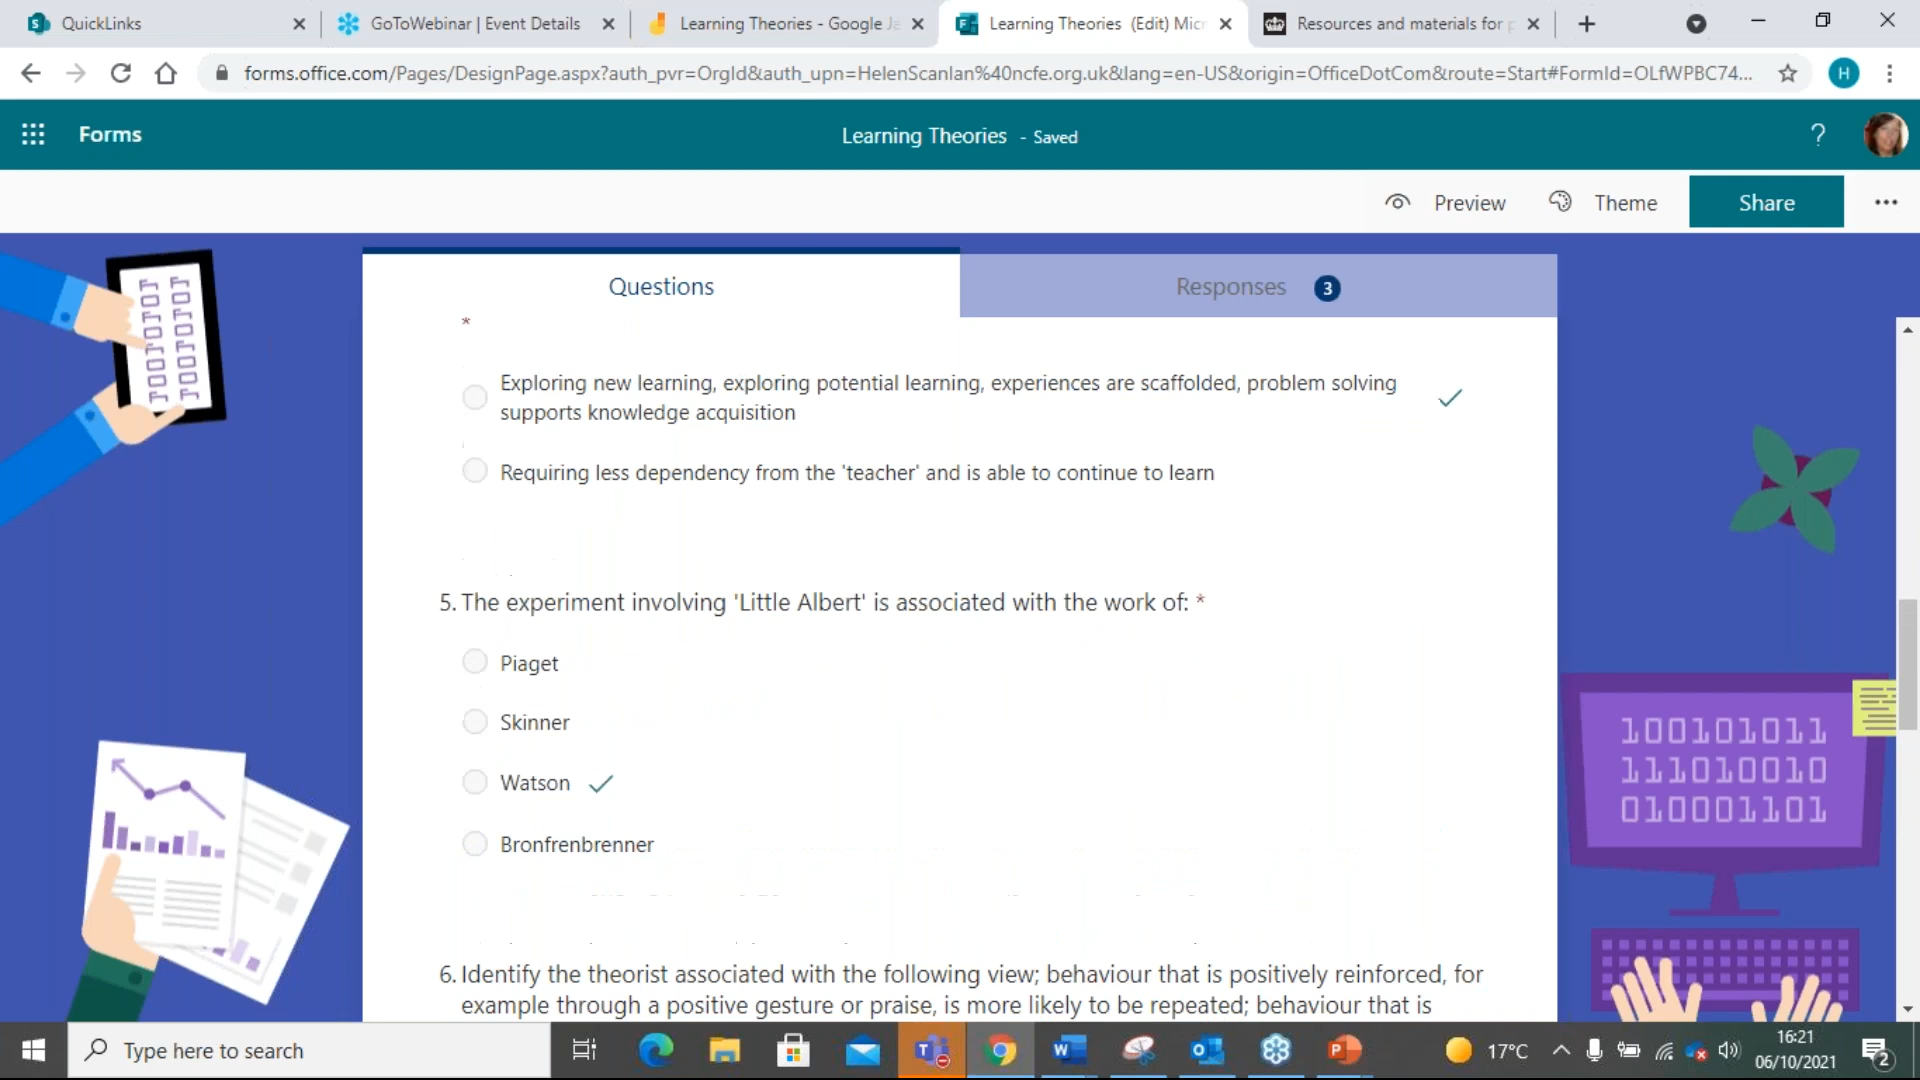 QuickLinks
GoToWebinar | Event Details
Learning Theories - Google Ja
Learning Theories (Edit) Micr
Resources and materials for p
forms.office.com/Pages/DesignPage.aspx?auth_pvr=OrgId&auth_upn=HelenScanlan%40ncfe.org.uk&lang=en-US&origin=OfficeDotCom&route=Start#FormId=OLfWPBC74...
H
Forms
Learning Theories - Saved
?
Preview
Theme
Share
Questions
Responses 3
*
Exploring new learning, exploring potential learning, experiences are scaffolded, problem solving
supports knowledge acquisition
Requiring less dependency from the 'teacher' and is able to continue to learn
5. The experiment involving 'Little Albert' is associated with the work of: *
Piaget
Skinner
Watson
Bronfrenbrenner
100101011
111010010
010001101
6. Identify the theorist associated with the following view; behaviour that is positively reinforced, for
example through a positive gesture or praise, is more likely to be repeated; behaviour that is
Type here to search
17°C
16:21
06/10/2021
2